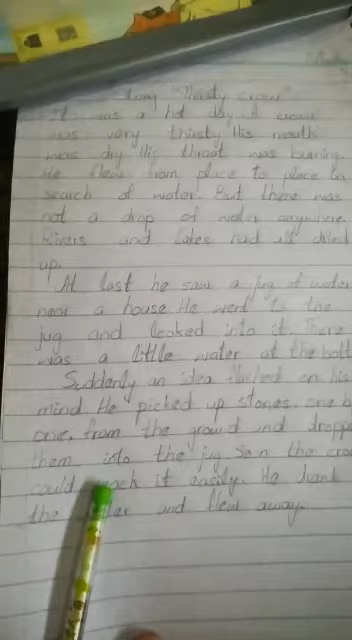 Story "Thirsty crow"
It was a hot day A crow
was very thirsty His mouth
was dry His throat was burning.
He flew from place to place in
search of water. But there was
not a drop of water anywhere
Rivers and lakes had all dried
up.
At last he saw a jug of water
near a house He went to the
jug and looked into it. There
was a little water at the bott
Suddenly an idea flashed on his
mind He picked up stones. one b
one. from the ground and dropp
them into the jug Soon the cro
could reach it easily. He drank
the and flew away.